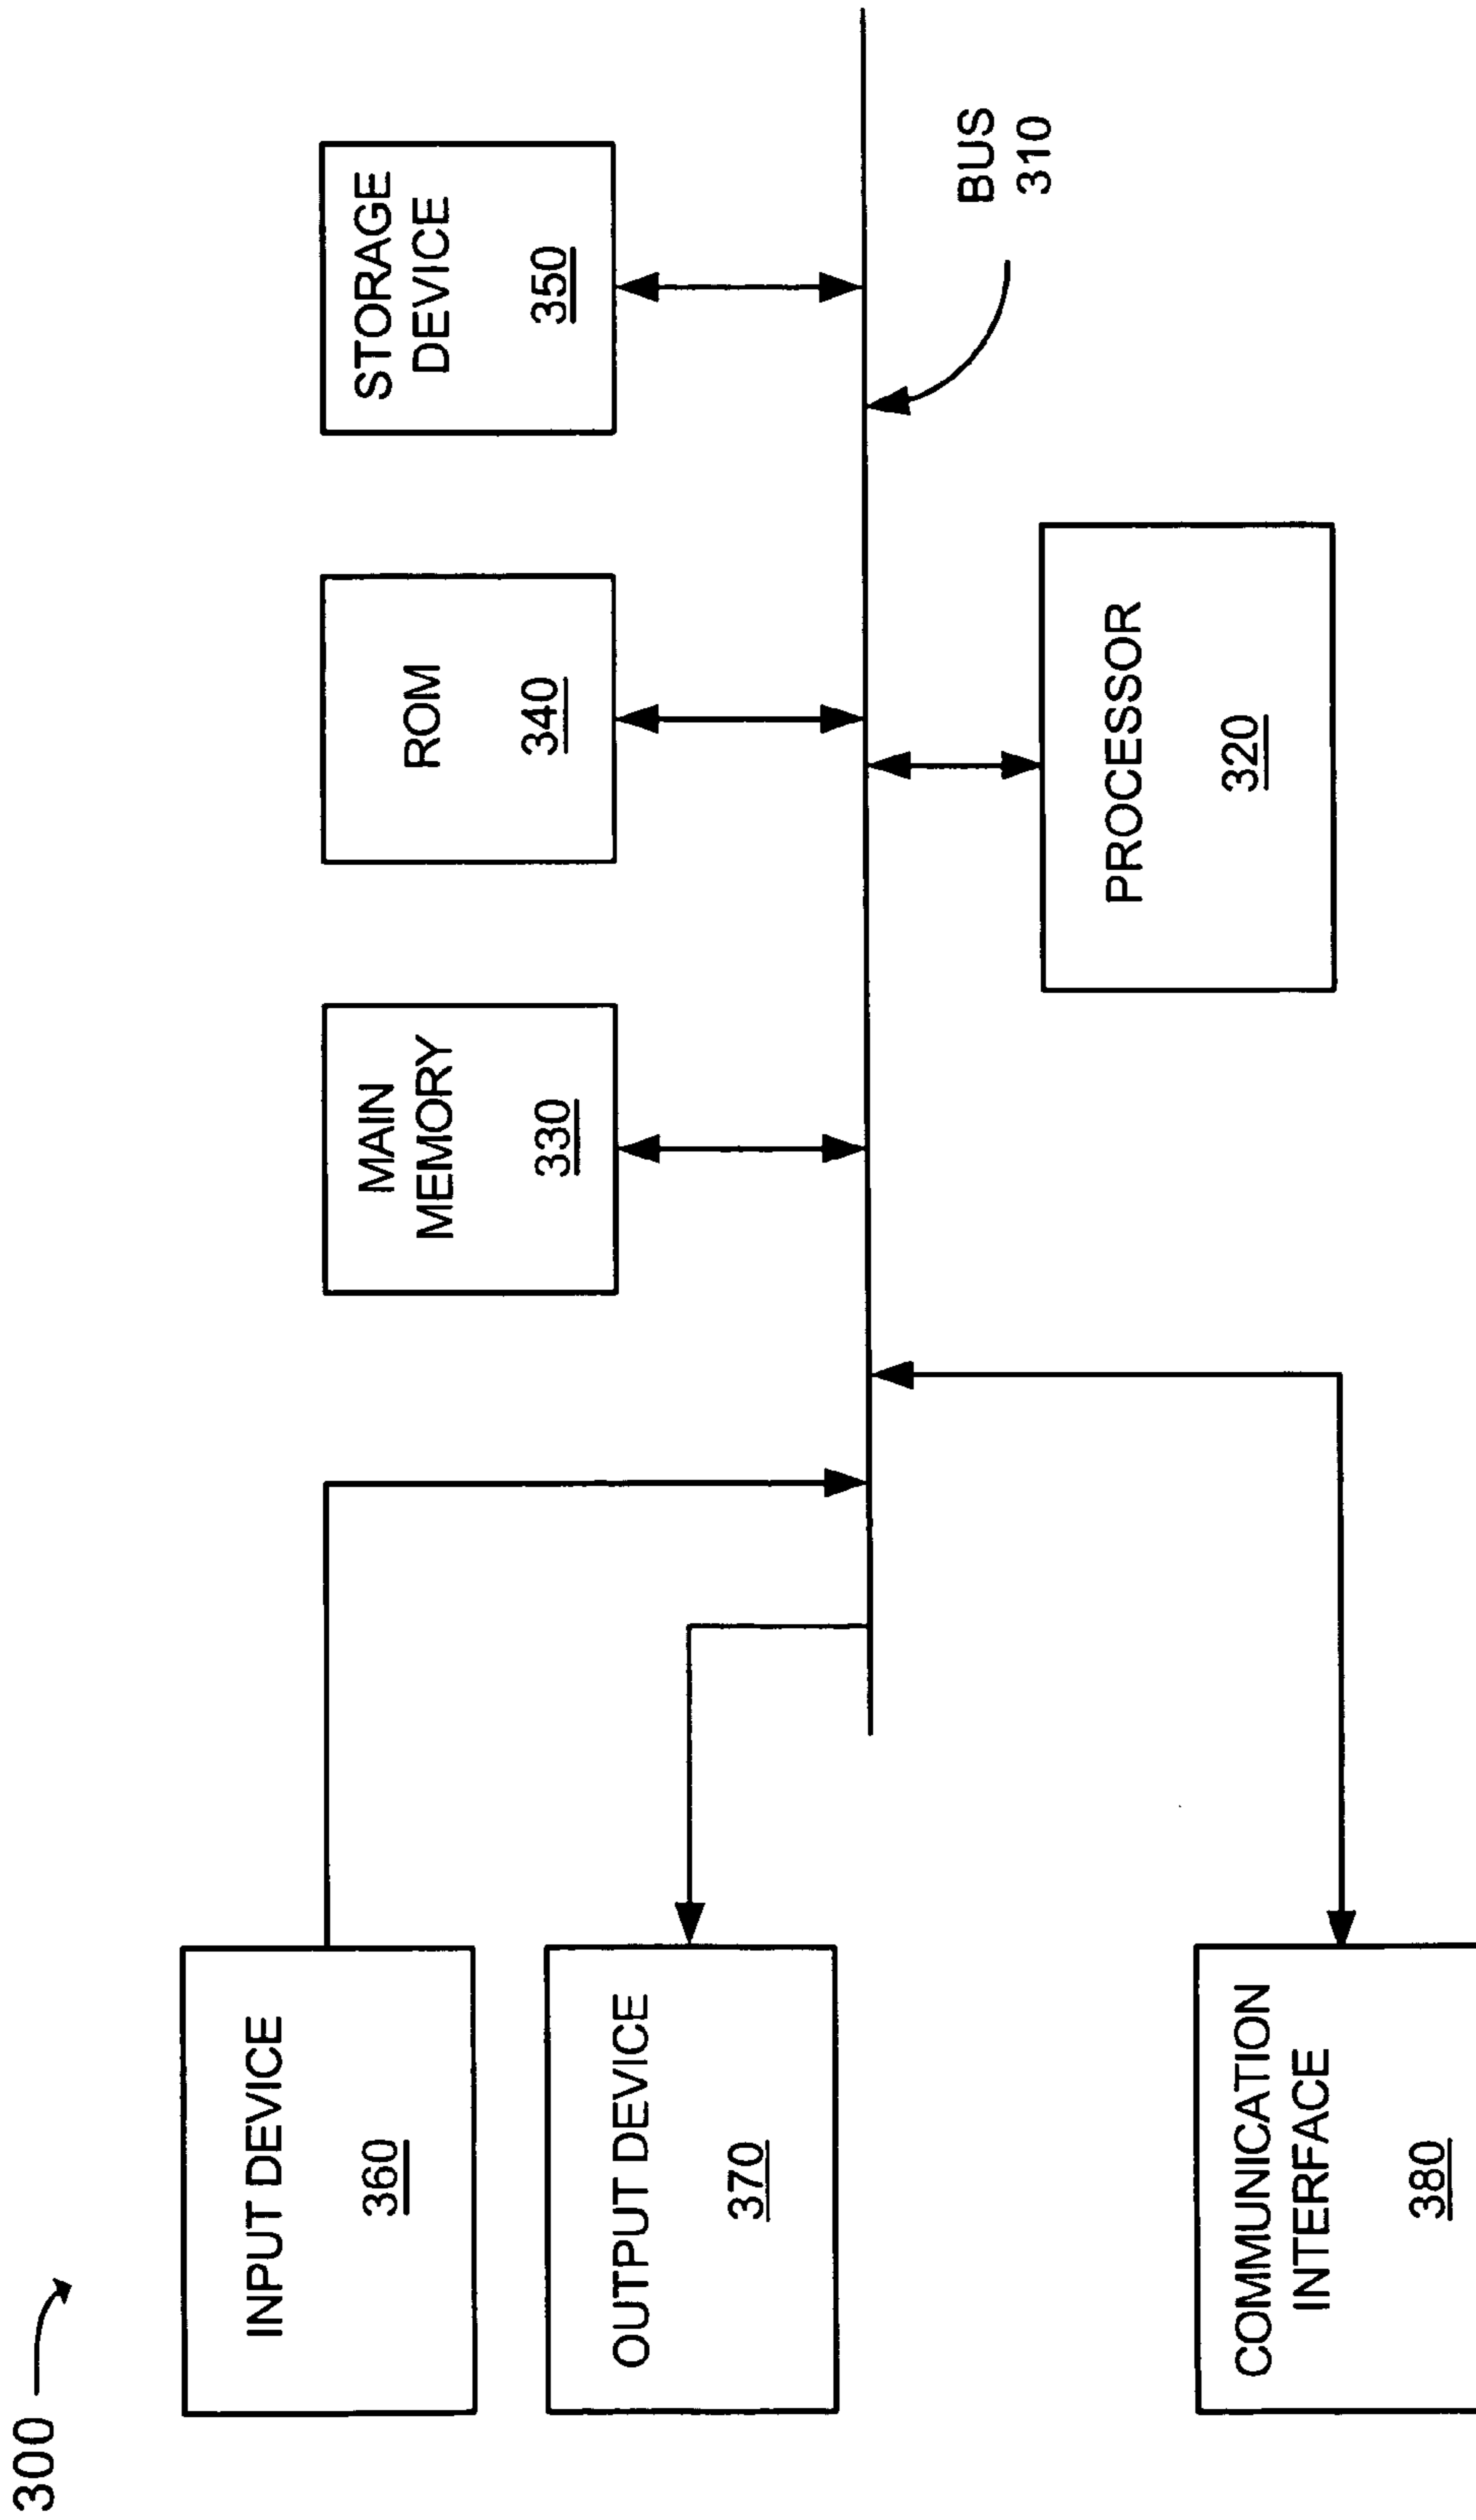 300
INPUT DEVICE
360
OUTPUT DEVICE
370
COMMUNICATION
INTERFACE
380
MAIN
MEMORY
330
ROM
340
STORAGE
DEVICE
350
PROCESSOR
320
BUS
310